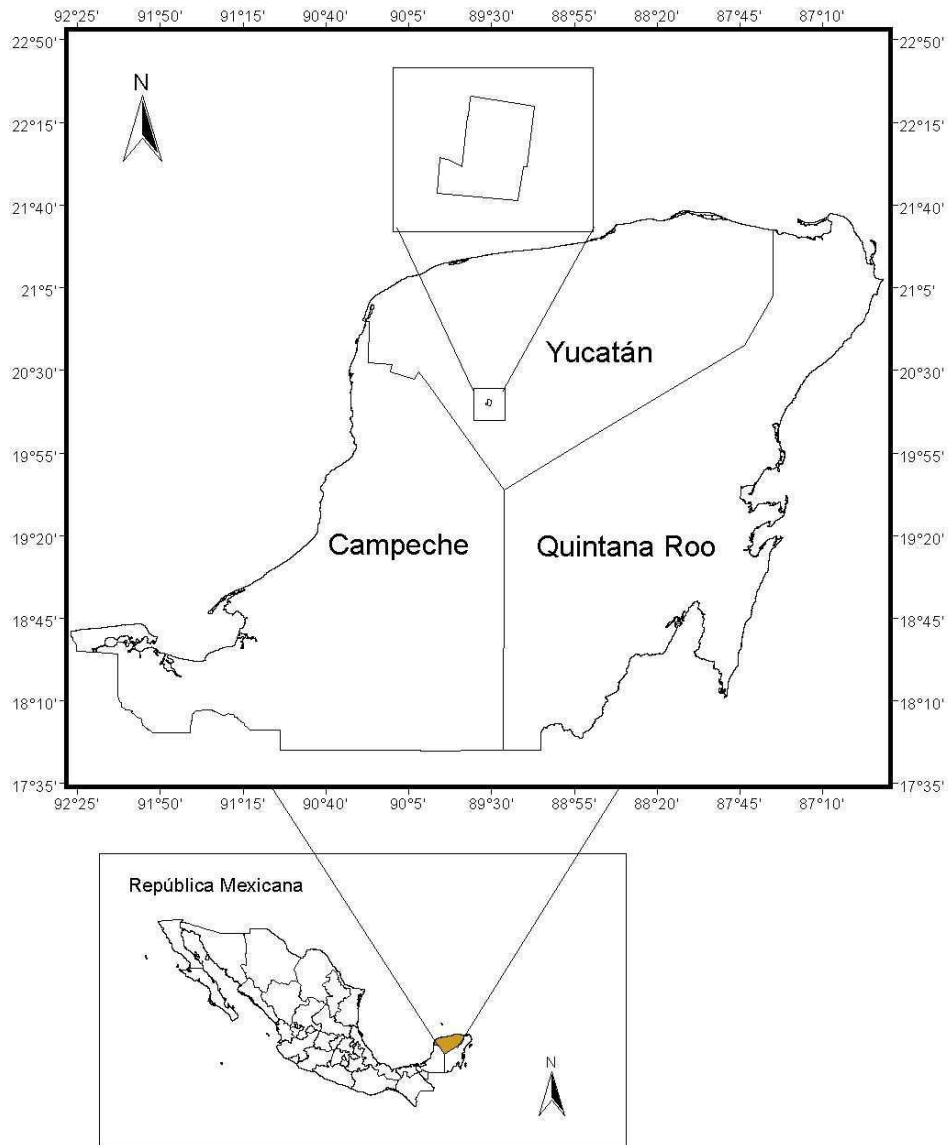 92°25' 91°50' 91°15' 90°40' 90°5' 89°30' 88°55' 88°20' 87°45' 87°10'
22°50' 22°50'
N
22°15' 22°15'
21°40' 21°40'
21°5' 21°5'
Yucatán
20°30' 20°30'
19°55' 19°55'
Campeche Quintana Roo
19°20' 19°20'
18°45' 18°45'
18°10' 18°10'
17°35' 17°35'
92°25' 91°50' 91°15' 90°40' 90°5' 89°30' 88°55' 88°20' 87°45' 87°10'
República Mexicana
N